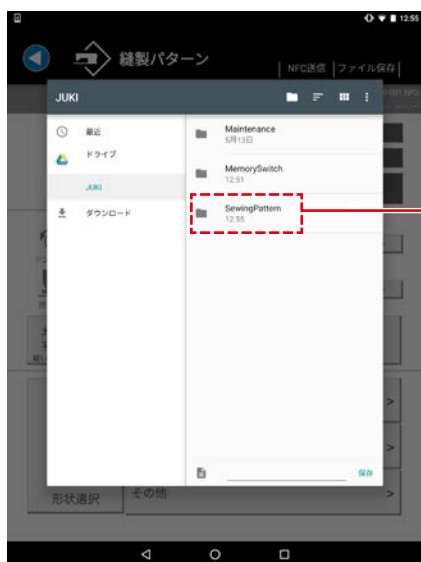 12:55
縫製パターン
NFC送信
ファイル保存
JUKI
最近
ドライブ
JUKI
ダウンロード
Maintenance
5月13日
MemorySwitch
12:51
SewingPattern
12:55
保存
形状選択
その他